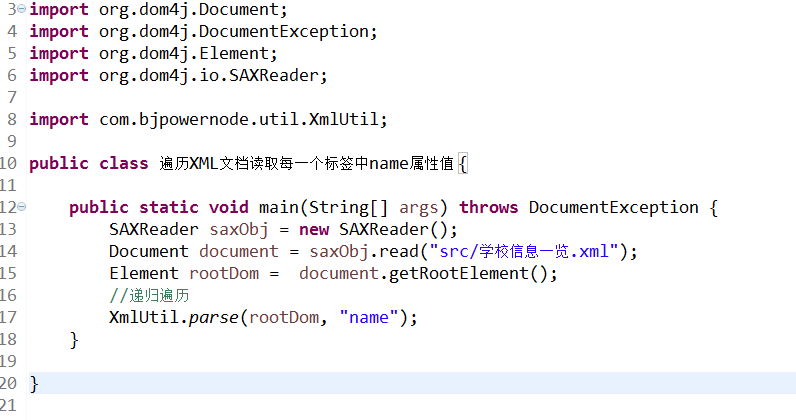 3 import org.dom4j.Document;
4 import org.dom4j.DocumentException;
5 import org.dom4j.Element;
6 import org.dom4j.io.SAXReader;
7
8 import com.bjpowernode.util.XmlUtil;
9
10 public class 遍历XML文档读取每一个标签中name属性值{
11
12     public static void main(String[] args) throws DocumentException {
13         SAXReader saxObj = new SAXReader();
14         Document document = saxObj.read("src/学校信息一览.xml");
15         Element rootDom =  document.getRootElement();
16         //递归遍历
17         XmlUtil.parse(rootDom, "name");
18     }
19
20 }
21